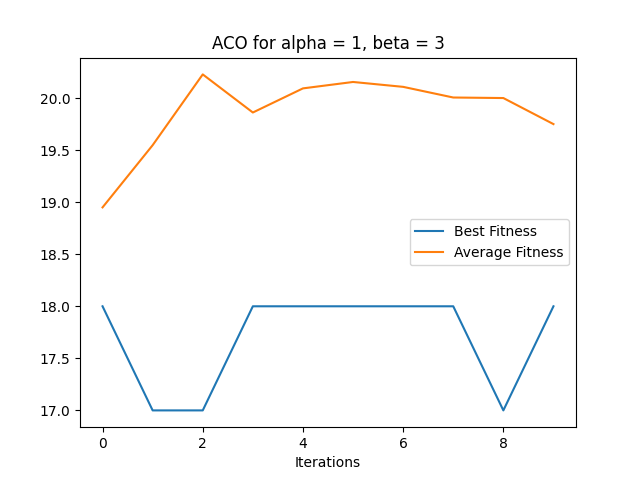 ACO for alpha = 1, beta = 3
20.0
19.5
19.0
18.5
18.0
17.5
17.0
Best Fitness
Average Fitness
0 2 4 6 8
Iterations